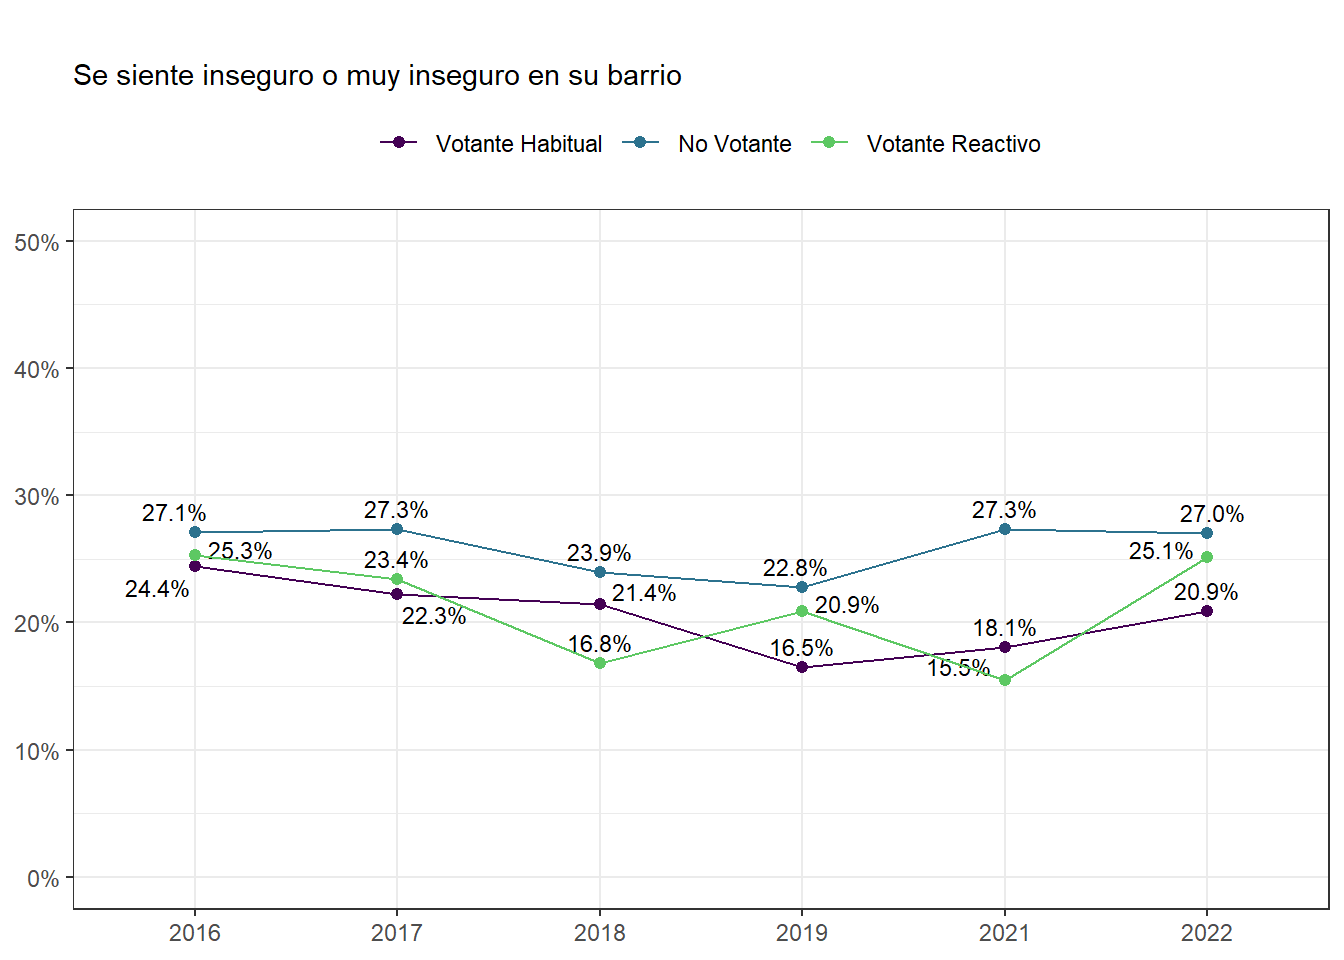 Se siente inseguro o muy inseguro en su barrio
Votante Habitual No Votante Votante Reactivo
50%
40%
30%
20%
10%
0%
27.1% 27.3% 23.9% 22.8% 27.3% 27.0%
25.3% 23.4% 16.8% 20.9% 15.5% 25.1%
24.4% 22.3% 21.4% 16.5% 18.1% 20.9%
2016 2017 2018 2019 2021 2022